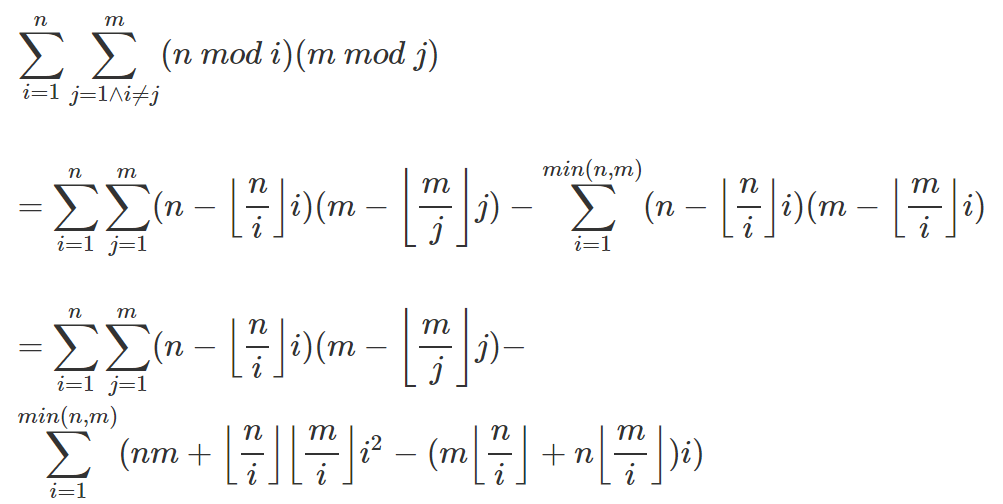 $\sum_{i=1}^{n} \sum_{j=1 \wedge i \neq j}^{m} (n \bmod i)(m \bmod j)$
$= \sum_{i=1}^{n} \sum_{j=1}^{m} (n - \lfloor \frac{n}{i} \rfloor i)(m - \lfloor \frac{m}{j} \rfloor j) - \sum_{i=1}^{min(n,m)} (n - \lfloor \frac{n}{i} \rfloor i)(m - \lfloor \frac{m}{i} \rfloor i)$
$= \sum_{i=1}^{n} \sum_{j=1}^{m} (n - \lfloor \frac{n}{i} \rfloor i)(m - \lfloor \frac{m}{j} \rfloor j) -$
$\sum_{i=1}^{min(n,m)} (nm + \lfloor \frac{n}{i} \rfloor \lfloor \frac{m}{i} \rfloor i^2 - (m \lfloor \frac{n}{i} \rfloor + n \lfloor \frac{m}{i} \rfloor) i)$